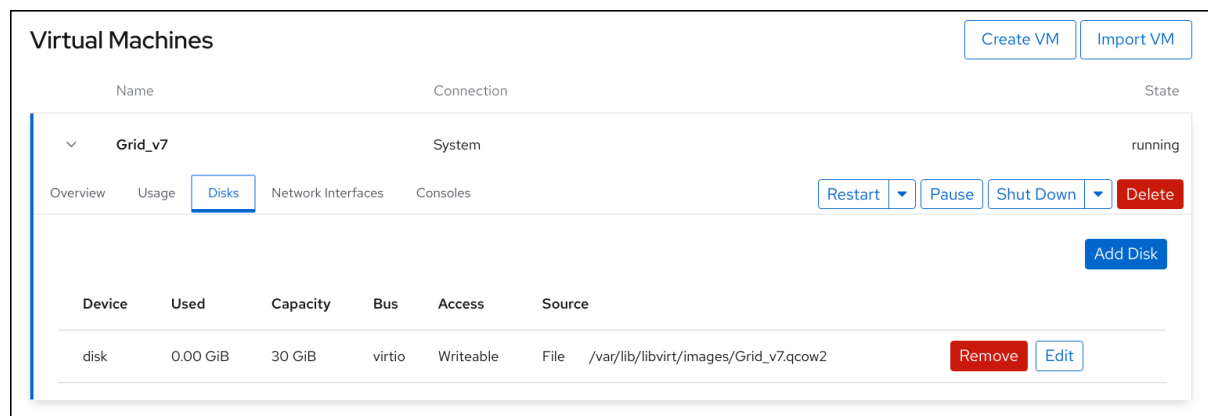 Virtual Machines Create VM Import VM
Name Connection State
Grid_v7 System running
Overview Usage Disks Network Interfaces Consoles Restart Pause Shut Down Delete
Add Disk
Device Used Capacity Bus Access Source
disk 0.00 GiB 30 GiB virtio Writeable File /var/lib/libvirt/images/Grid_v7.qcow2 Remove Edit